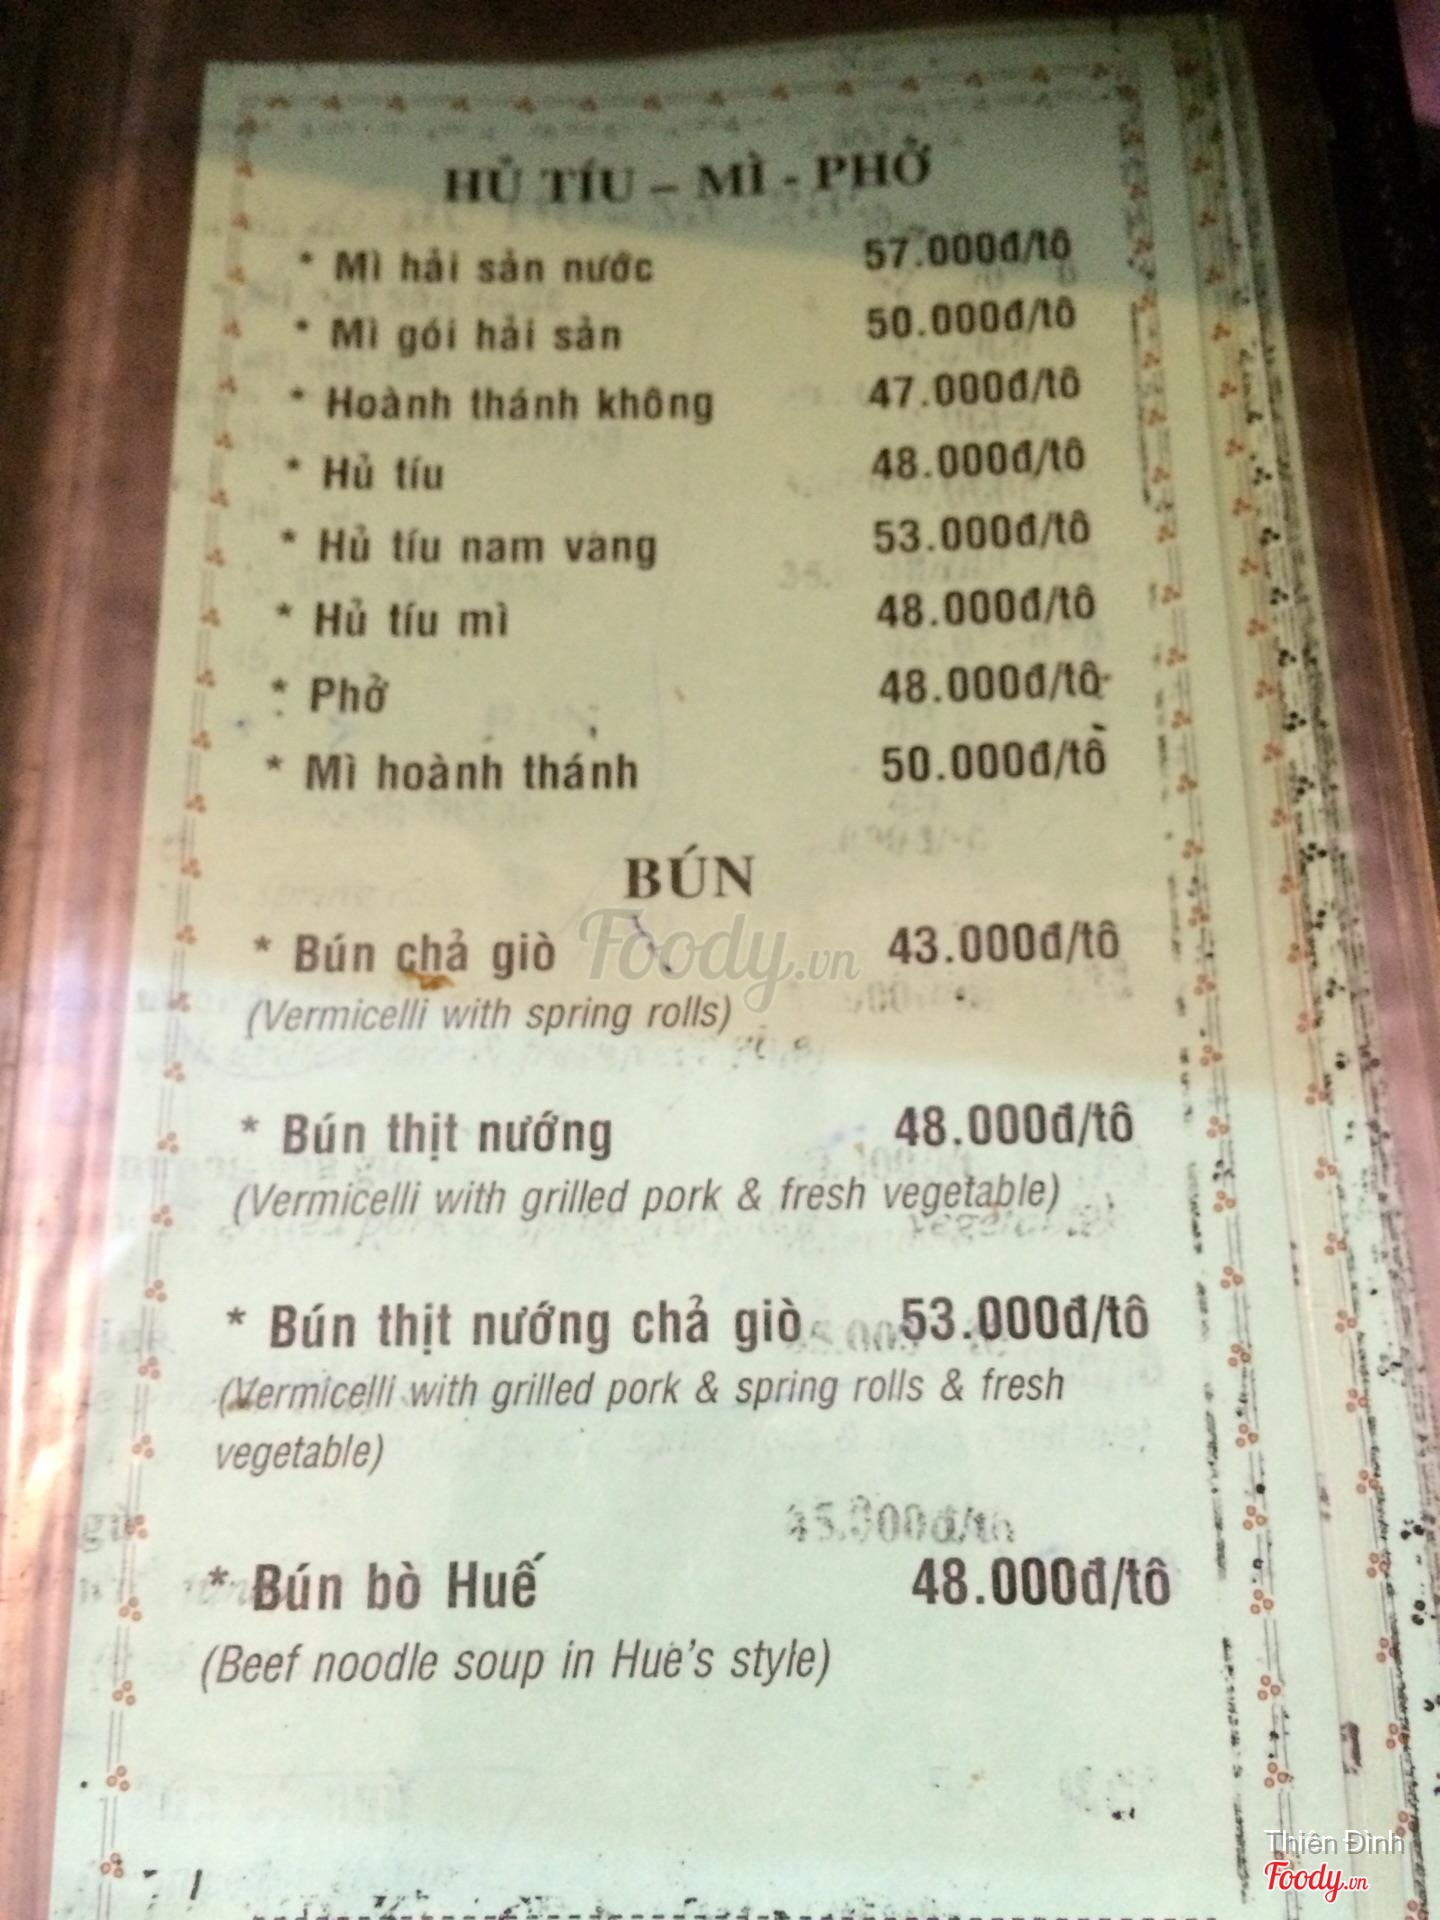 HỦ TÍU – MÌ - PHỞ
* Mì hải sản nước 57.000đ/tô
* Mì gói hải sản 50.000đ/tô
* Hoành thánh không 47.000đ/tô
* Hủ tíu 48.000đ/tô
* Hủ tíu nam vang 53.000đ/tô
* Hủ tíu mì 48.000đ/tô
* Phở 48.000đ/tô
* Mì hoành thánh 50.000đ/tô
BÚN
* Bún chả giò 43.000đ/tô
(Vermicelli with spring rolls)
* Bún thịt nướng 48.000đ/tô
(Vermicelli with grilled pork & fresh vegetable)
* Bún thịt nướng chả giò 53.000đ/tô
(Vermicelli with grilled pork & spring rolls & fresh
vegetable)
45.000đ/tô
* Bún bò Huế 48.000đ/tô
(Beef noodle soup in Hue's style)
Foody.vn
Thiên Đinh
Foody.vn